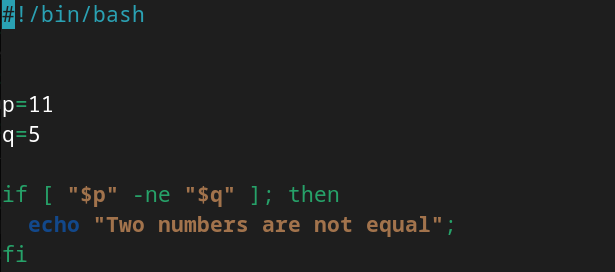 #!/bin/bash
p=11
q=5
if [ "$p" -ne "$q" ]; then
  echo "Two numbers are not equal";
fi